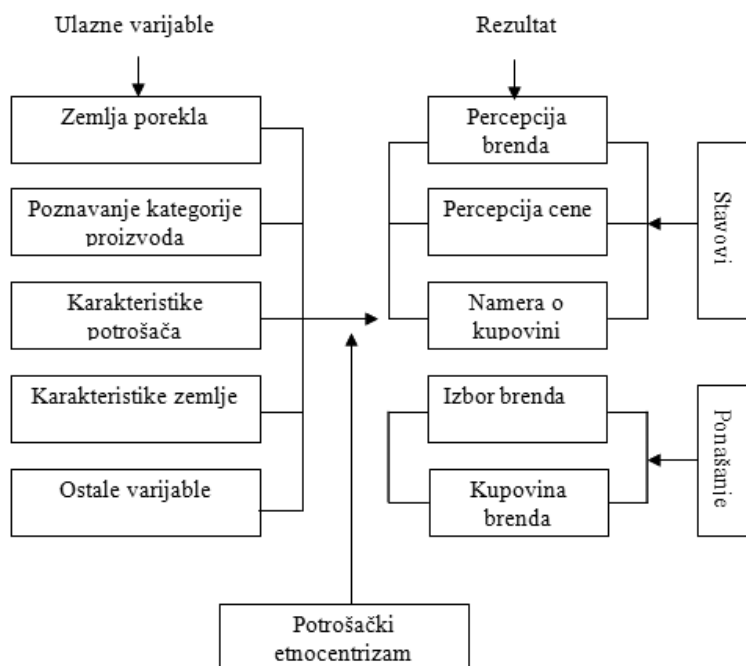 Ulazne varijable
Rezultat
Zemlja porekla
Poznavanje kategorije
proizvoda
Karakteristike
potrošača
Karakteristike zemlje
Ostale varijable
Percepcija
brenda
Percepcija cene
Namera o
kupovini
Izbor brenda
Kupovina
brenda
Stavovi
Ponašanje
Potrošački
etnocentrizam